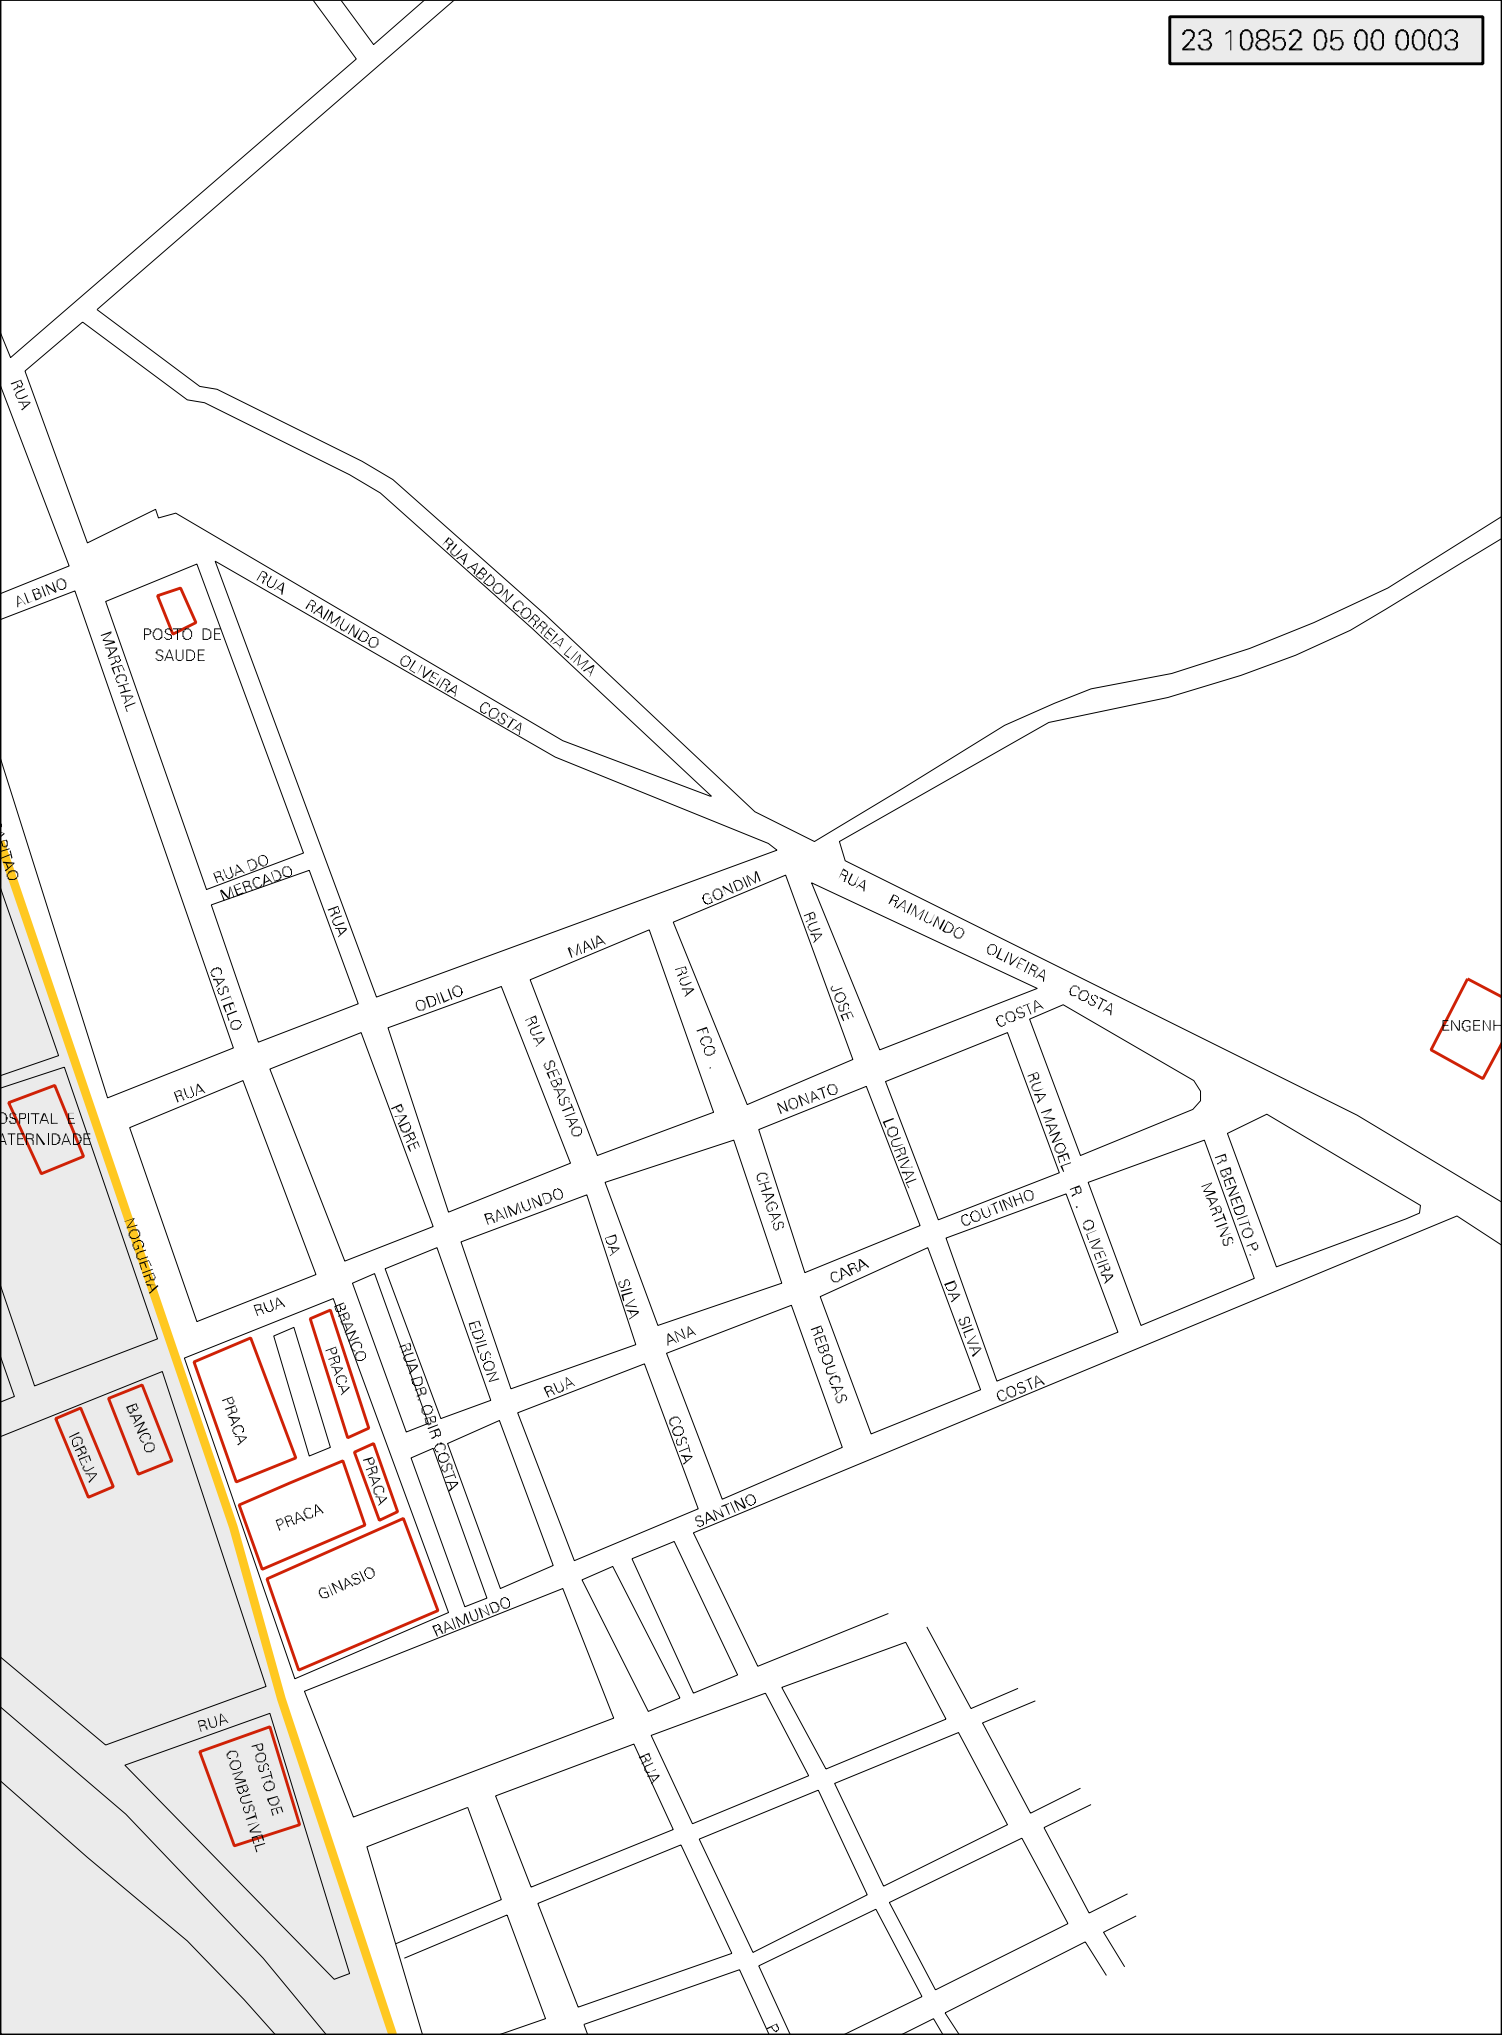 23 10852 05 00 0003
RUA
ALBINO
MARECHAL
POSTO DE
SAUDE
RUA RAIMUNDO OLIVEIRA COSTA
RUA ABDON CORREIA LIMA
RUA DO
MERCADO
RUA
CASTELO
ODILIO
MAIA
GONDIM
RUA
RUA RAIMUNDO OLIVEIRA COSTA
RUA
JOSE
RUA FCO.
RUA SEBASTIAO
PADRE
RUA
NONATO
COSTA
LOURIVAL
RUA MANOEL R. OLIVEIRA
R BENEDITO P.
MARTINS
ENGENH
OSPITAL E
ATERNIDADE
NOGUEIRA
RAIMUNDO
CHAGAS
COUTINHO
CARA
DA SILVA
DA SILVA
RUA
BRANCO
RUA DR. OBIR COSTA
EDILSON
ANA
RUA
REBOUCAS
COSTA
COSTA
SANTINO
PRACA
PRACA
PRACA
PRACA
GINASIO
BANCO
IGREJA
RAIMUNDO
RUA
POSTO DE
COMBUSTIVEL
RUA